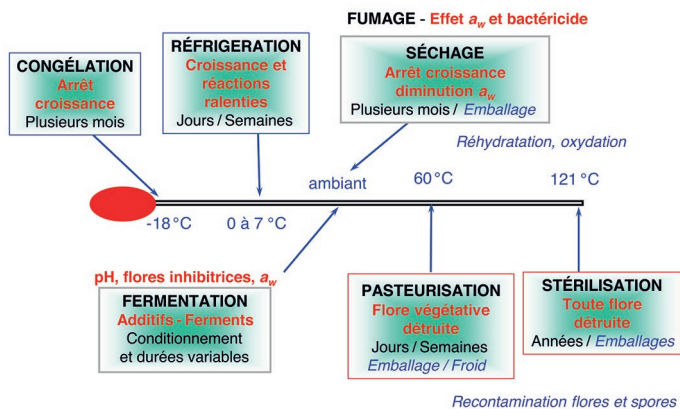 FUMAGE - Effet aw et bactéricide
CONGÉLATION
Arrêt
croissance
Plusieurs mois
RÉFRIGERATION
Croissance et
réactions
ralenties
Jours / Semaines
SÉCHAGE
Arrêt croissance
diminution aw
Plusieurs mois / Emballage
Réhydratation, oxydation
ambiant
60 °C
121 °C
-18 °C
0 à 7 °C
pH, flores inhibitrices, aw
FERMENTATION
Additifs - Ferments
Conditionnement
et durées variables
PASTEURISATION
Flore végétative
détruite
Jours / Semaines
Emballage / Froid
STÉRILISATION
Toute flore
détruite
Années / Emballages
Recontamination flores et spores